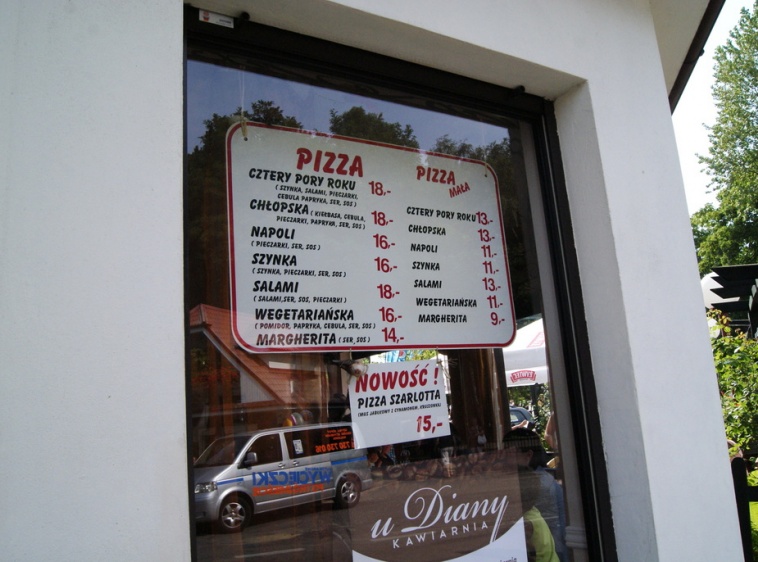 PIZZA
CZTERY PORY ROKU 18,-
( SZYNKA, SALAMI, PIECZARKI,
CEBULA PAPRYKA, SER, SOS )
CHŁOPSKA ( KIEŁBASA, CEBULA, 18,-
PIECZARKI, PAPRYKA, SER, SOS )
NAPOLI 16,-
( PIECZARKI, SER, SOS )
SZYNKA 16,-
( SZYNKA, PIECZARKI, SER, SOS )
SALAMI 18,-
( SALAMI,SER, SOS, PIECZARKI )
WEGETARIAŃSKA 16,-
( POMIDOR, PAPRYKA, CEBULA, SER, SOS )
MARGHERITA ( SER, SOS ) 14,-
PIZZA
MAŁA
CZTERY PORY ROKU 13,-
CHŁOPSKA 13,-
NAPOLI 11,-
SZYNKA 11,-
SALAMI 13,-
WEGETARIAŃSKA 11,-
MARGHERITA 9,-
NOWOŚĆ !
PIZZA SZARLOTTA
15,-
WYCIECZKI
u Diany
KAWIARNIA